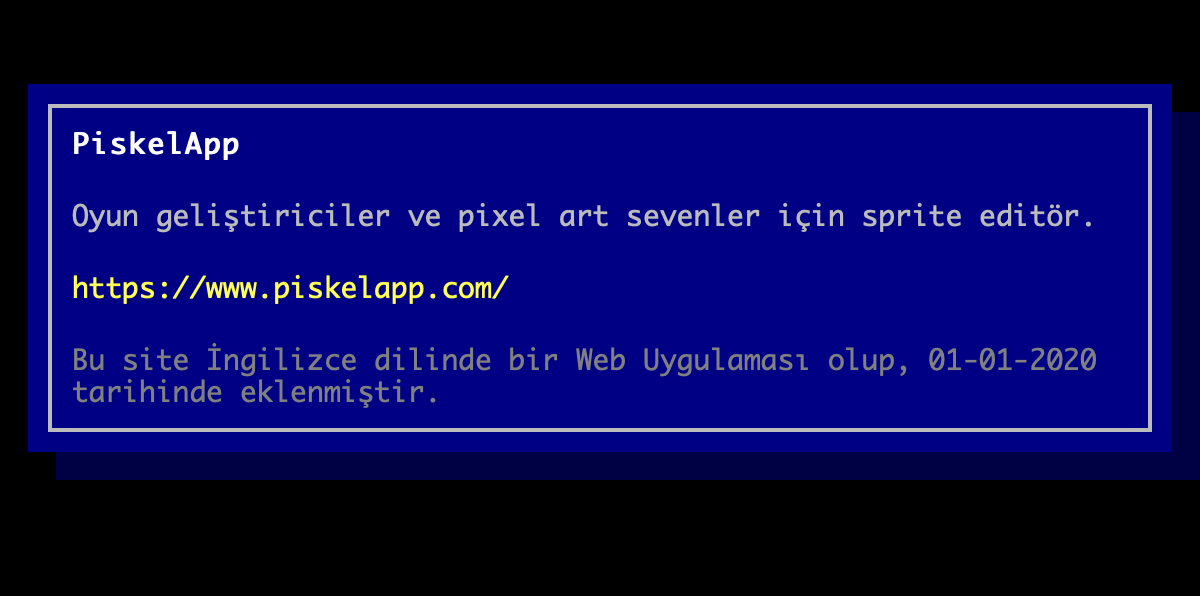 PiskelApp
Oyun geliştiriciler ve pixel art sevenler için sprite editör.
https://www.piskelapp.com/
Bu site İngilizce dilinde bir Web Uygulaması olup, 01-01-2020
tarihinde eklenmiştir.